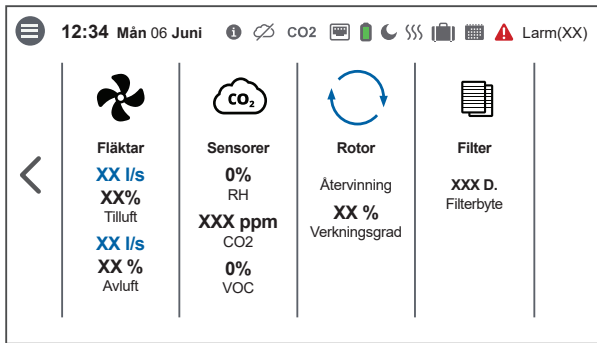 12:34 Mån 06 Juni CO2 Larm(XX)
CO₂
Fläktar
XX l/s
XX%
Tilluft
XX l/s
XX %
Avluft
Sensorer
0%
RH
XXX ppm
CO2
0%
VOC
Rotor
Återvinning
XX %
Verkningsgrad
Filter
XXX D.
Filterbyte